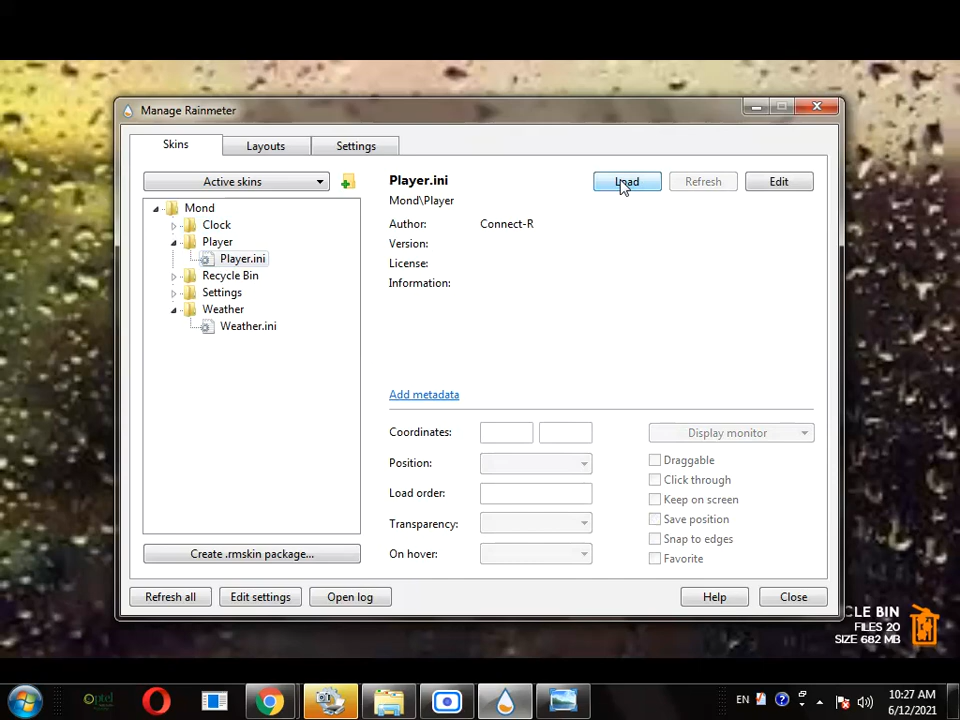 Manage Rainmeter
Skins
Layouts
Settings
Active skins
Mond
Clock
Player
Player.ini
Recycle Bin
Settings
Weather
Weather.ini
Create .rmskin package...
Player.ini
Load
Refresh
Edit
Mond\Player
Author: Connect-R
Version:
License:
Information:
Add metadata
Coordinates:
Display monitor
Position:
Draggable
Click through
Load order:
Keep on screen
Save position
Transparency:
Snap to edges
On hover:
Favorite
Refresh all
Edit settings
Open log
Help
Close
CLE BIN
FILES 20
SIZE 682 MB
EN
10:27 AM
6/12/2021